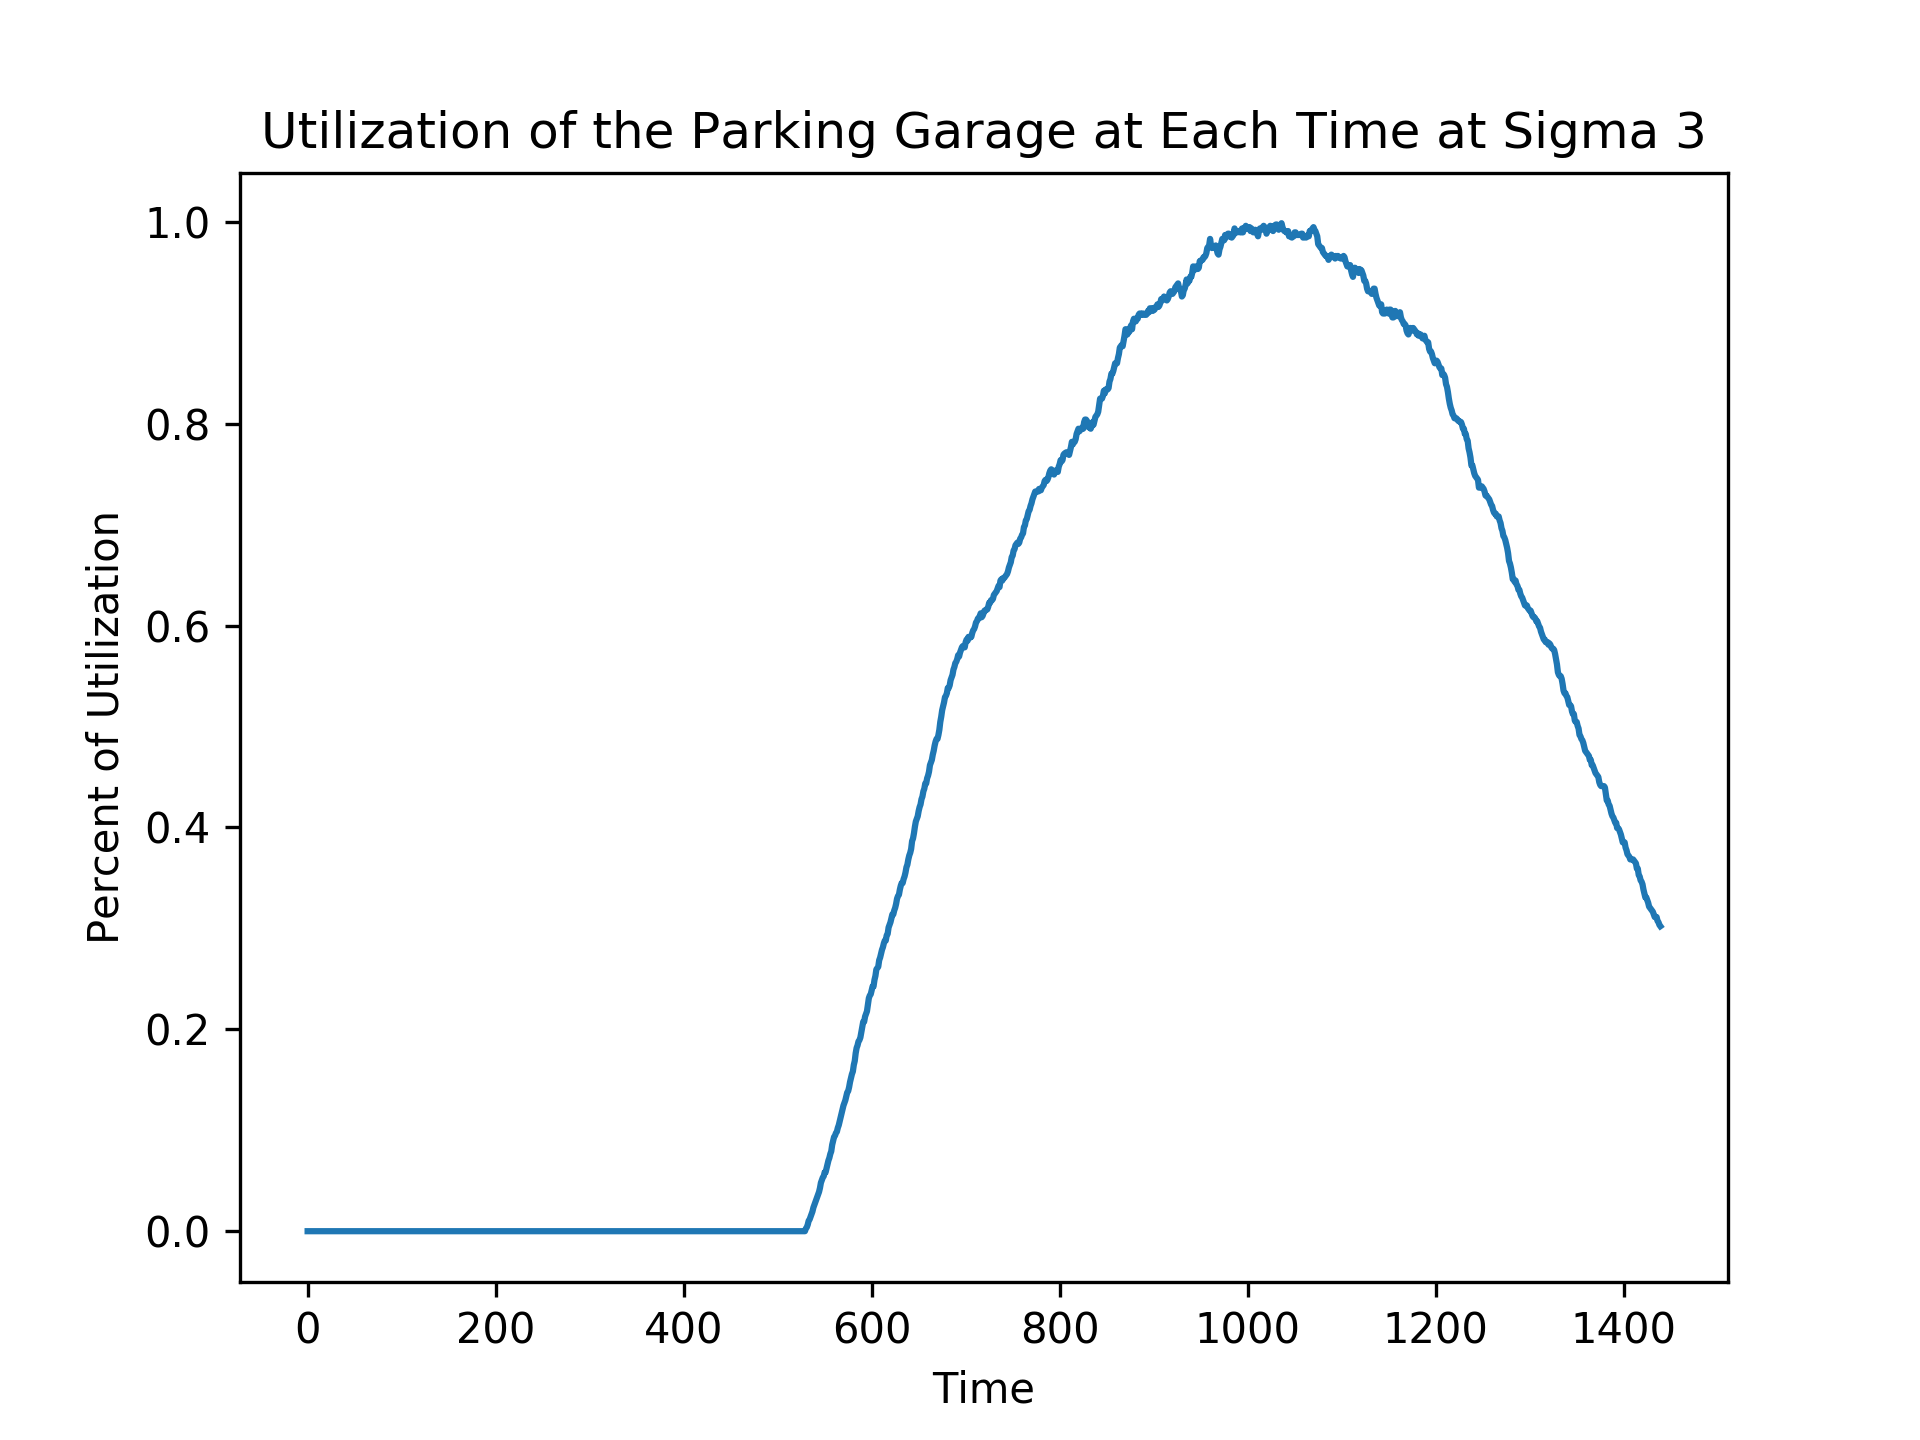 Utilization of the Parking Garage at Each Time at Sigma 3
Percent of Utilization
1.0
0.8
0.6
0.4
0.2
0.0
0 200 400 600 800 1000 1200 1400
Time